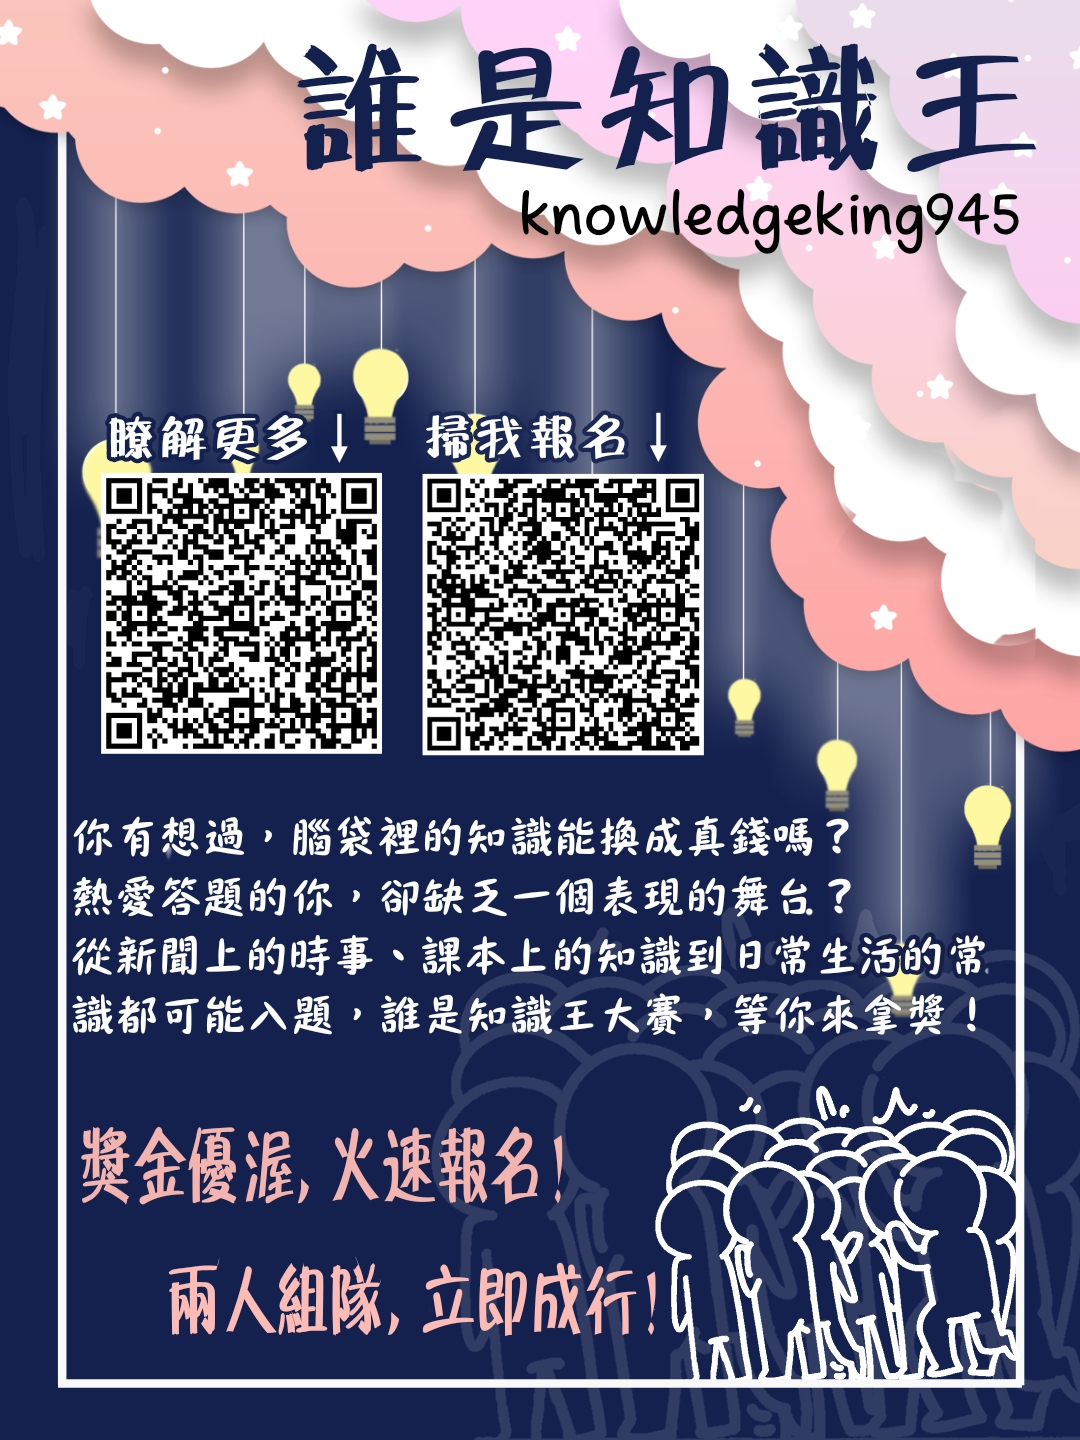 誰是知識王
knowledgeking945
瞭解更多↓ 掃我報名↓
你有想過，腦袋裡的知識能換成真錢嗎？
熱愛答題的你，卻缺乏一個表現的舞台？
從新聞上的時事、課本上的知識到日常生活的常
識都可能入題，誰是知識王大賽，等你來拿獎！
獎金優渥,火速報名!
兩人組隊,立即成行!